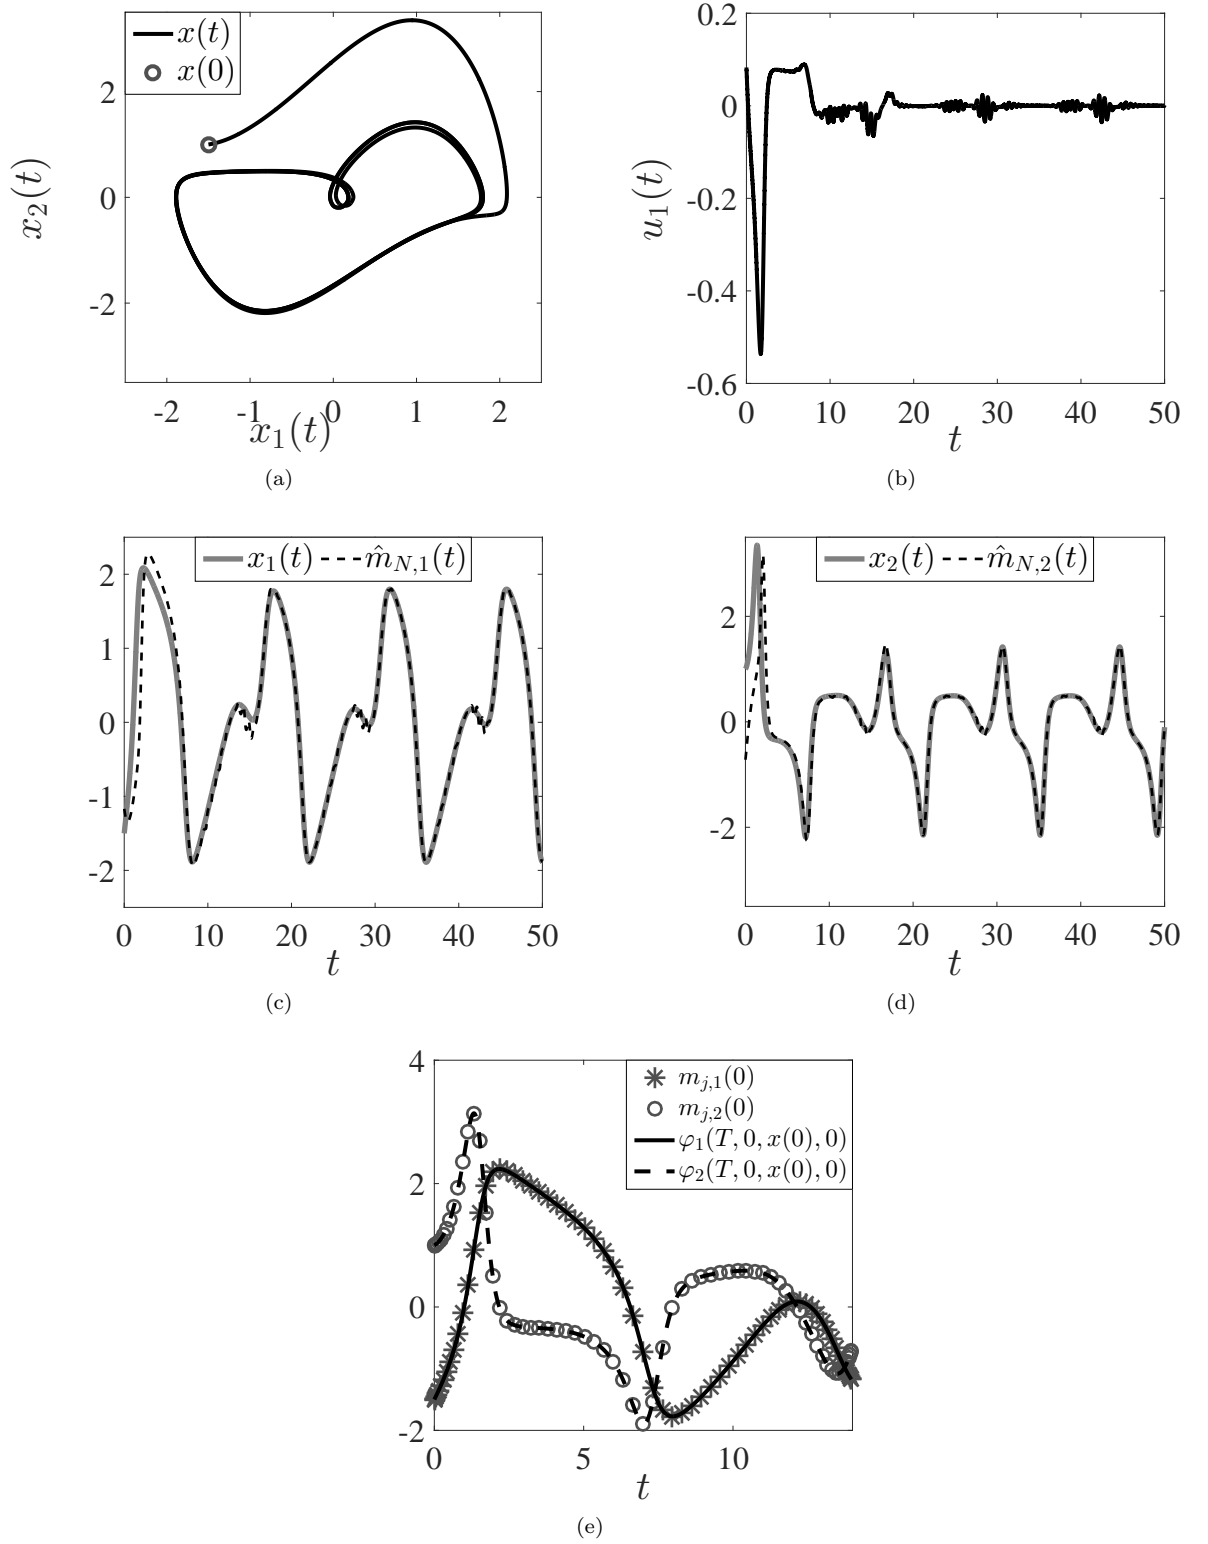 x(t)
x(0)
2
0
-2
x_2(t)
-2
-1
0
1
2
x_1(t)
(a)
0.2
0
-0.2
-0.4
-0.6
u_1(t)
0
10
20
30
40
50
t
(b)
x_1(t) m̂_{N,1}(t)
2
1
0
-1
-2
0
10
20
30
40
50
t
(c)
x_2(t) m̂_{N,2}(t)
2
0
-2
0
10
20
30
40
50
t
(d)
m_{j,1}(0)
m_{j,2}(0)
φ_1(T, 0, x(0), 0)
φ_2(T, 0, x(0), 0)
4
2
0
-2
0
5
10
t
(e)